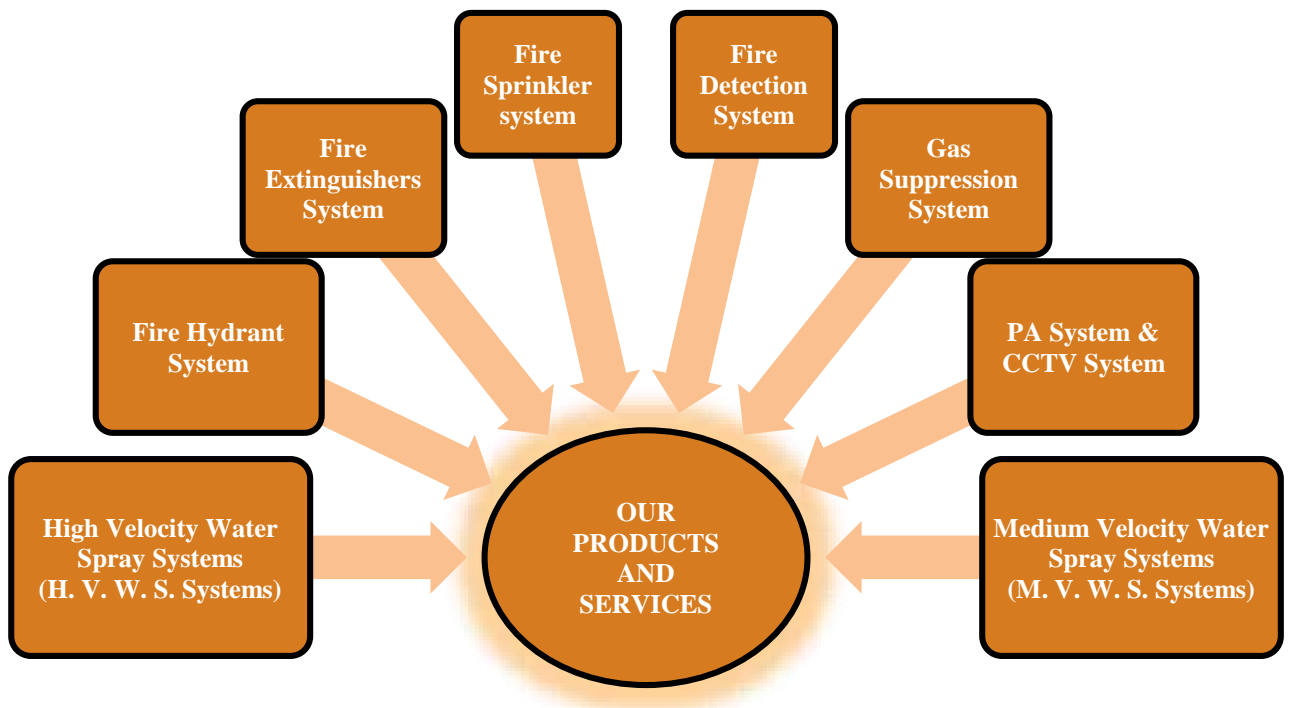 Fire
Sprinkler
system
Fire
Detection
System
Fire
Extinguishers
System
Gas
Suppression
System
Fire Hydrant
System
PA System &
CCTV System
High Velocity Water
Spray Systems
(H. V. W. S. Systems)
OUR
PRODUCTS
AND
SERVICES
Medium Velocity Water
Spray Systems
(M. V. W. S. Systems)